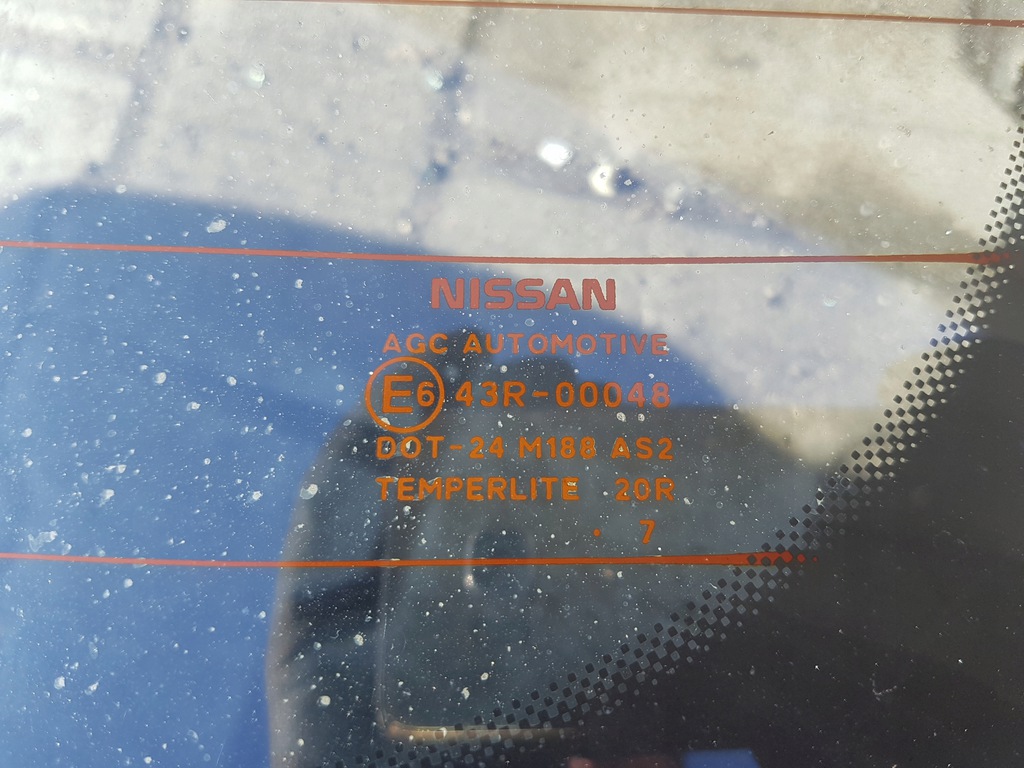 NISSAN
AGC AUTOMOTIVE
E6 43R-00048
DOT-24 M188 AS2
TEMPERLITE 20R
. 7